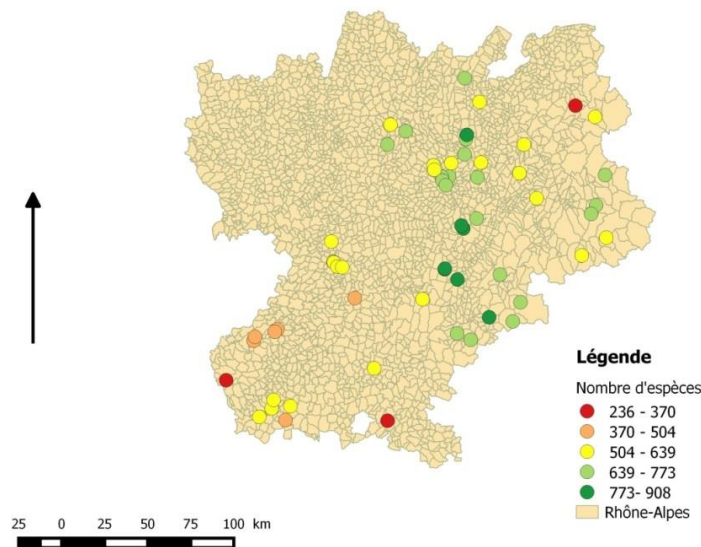 Légende
Nombre d'espèces
236 - 370
370 - 504
504 - 639
639 - 773
773- 908
Rhône-Alpes
25 0 25 50 75 100 km